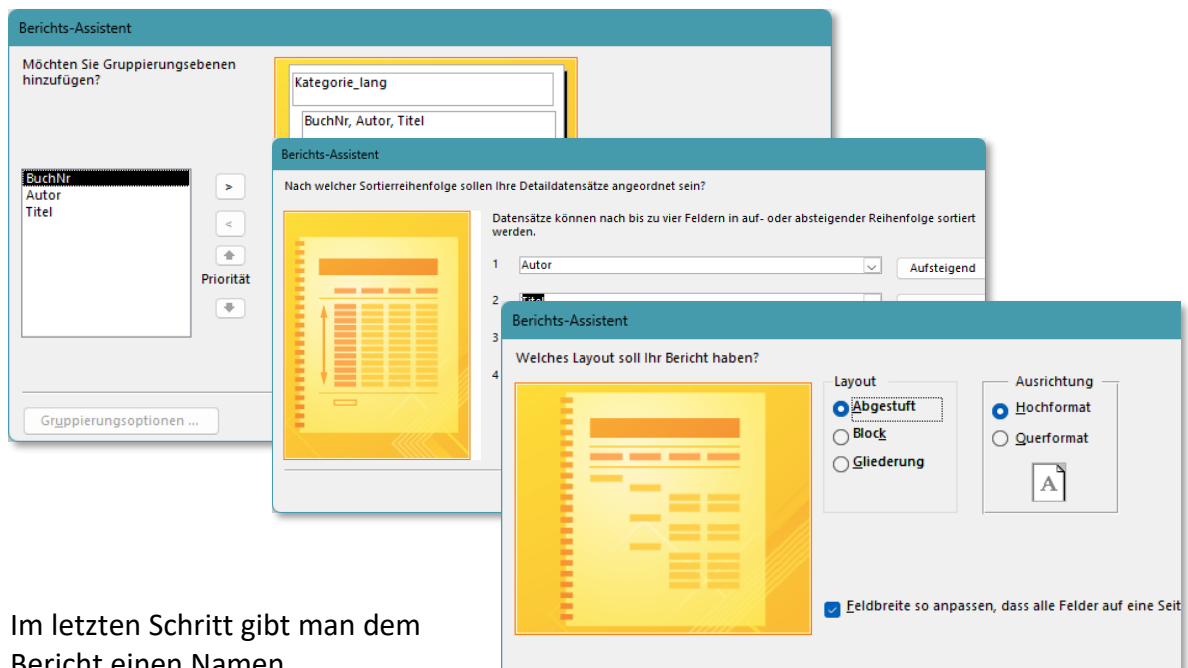 Berichts-Assistent
Möchten Sie Gruppierungsebenen
hinzufügen?
Kategorie_lang
BuchNr, Autor, Titel
BuchNr
Autor
Titel
>
<
Priorität
Gruppierungsoptionen ...
Berichts-Assistent
Nach welcher Sortierreihenfolge sollen Ihre Detaildatensätze angeordnet sein?
Datensätze können nach bis zu vier Feldern in auf- oder absteigender Reihenfolge sortiert
werden.
1 Autor Aufsteigend
2 Titel
3
4
Berichts-Assistent
Welches Layout soll Ihr Bericht haben?
Layout
Abgestuft
Block
Gliederung
Ausrichtung
Hochformat
Querformat
A
Feldbreite so anpassen, dass alle Felder auf eine Seit
Im letzten Schritt gibt man dem
Bericht einen Namen